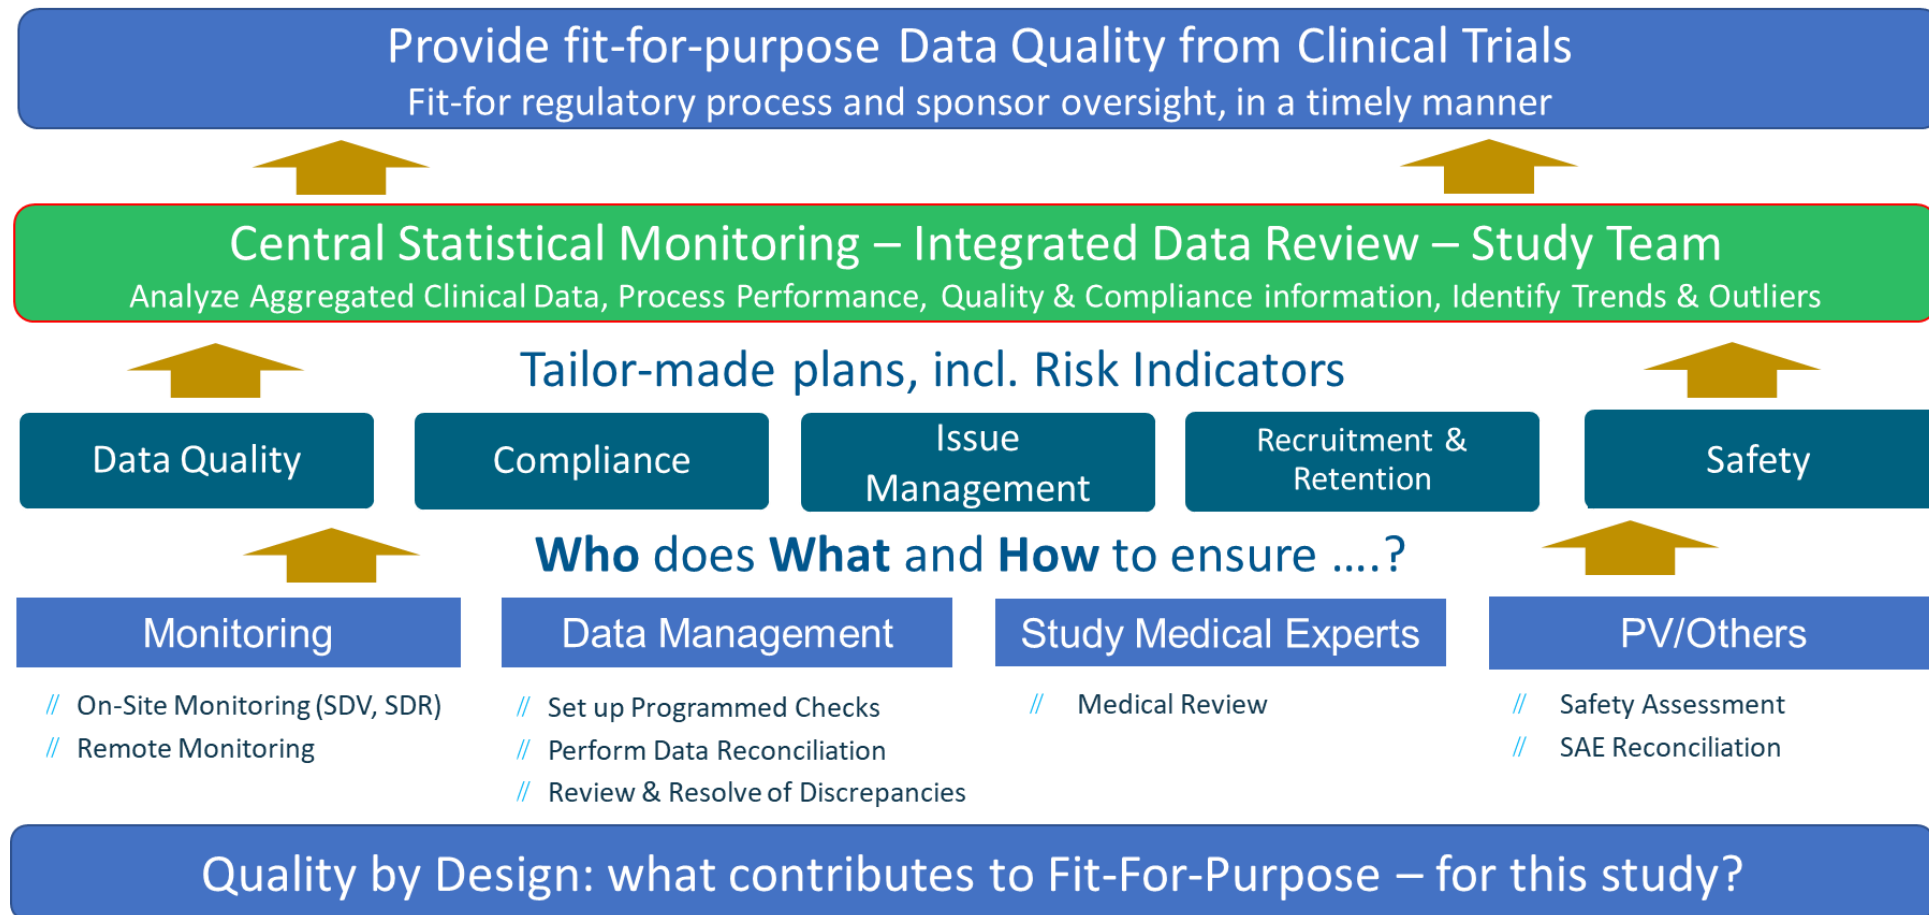 Provide fit-for-purpose Data Quality from Clinical Trials
Fit-for regulatory process and sponsor oversight, in a timely manner
Central Statistical Monitoring – Integrated Data Review – Study Team
Analyze Aggregated Clinical Data, Process Performance, Quality & Compliance information, Identify Trends & Outliers
Tailor-made plans, incl. Risk Indicators
Data Quality
Compliance
Issue
Management
Recruitment &
Retention
Safety
Who does What and How to ensure ....?
Monitoring
// On-Site Monitoring (SDV, SDR)
// Remote Monitoring
Data Management
// Set up Programmed Checks
// Perform Data Reconciliation
// Review & Resolve of Discrepancies
Study Medical Experts
// Medical Review
PV/Others
// Safety Assessment
// SAE Reconciliation
Quality by Design: what contributes to Fit-For-Purpose – for this study?